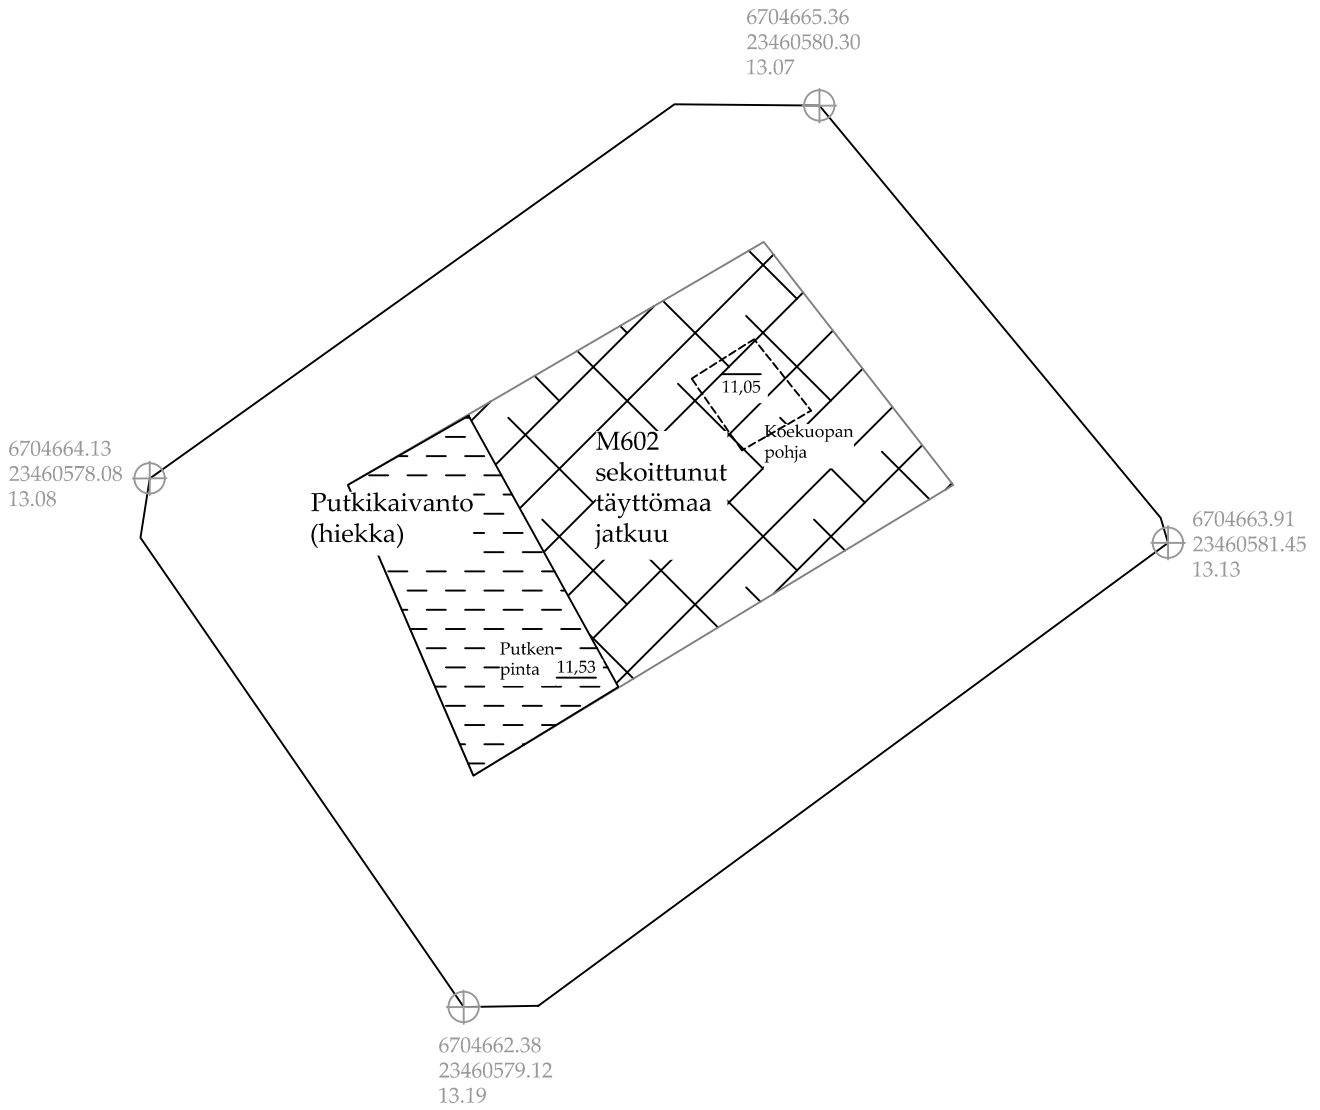 6704665.36
23460580.30
13.07
11,05
M602
sekoittunut
täyttömaa
jatkuu
Koekuopan
pohja
6704664.13
23460578.08
13.08
Putkikaivanto
(hiekka)
6704663.91
23460581.45
13.13
Putken
pinta
11,53
6704662.38
23460579.12
13.19